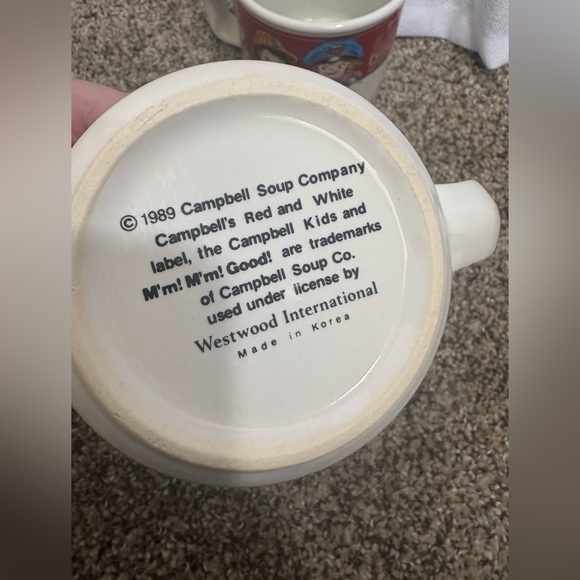 © 1989 Campbell Soup Company
Campbell's Red and White
label, the Campbell Kids and
M'm! M'm! Good! are trademarks
of Campbell Soup Co.
used under license by
Westwood International
Made in Korea